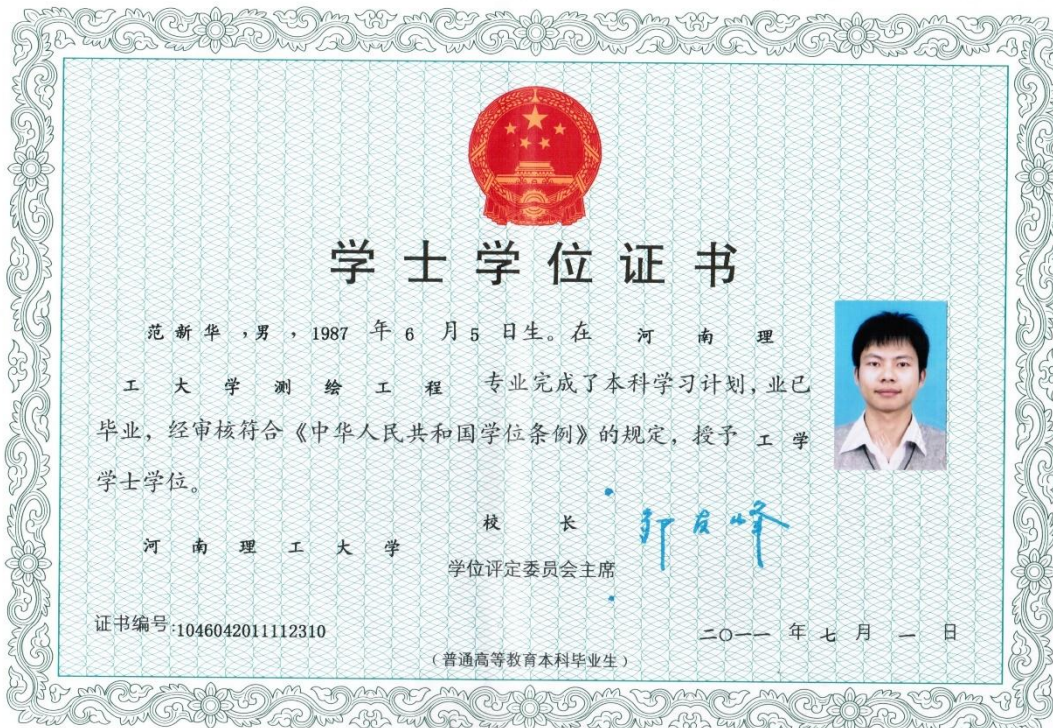 学士学位证书
范新华，男，1987 年 6 月 5 日生。在 河南理
工大学测绘工程 专业完成了本科学习计划，业已
毕业，经审核符合《中华人民共和国学位条例》的规定，授予 工学
学士学位。
河南理工大学
校长 邹友峰
学位评定委员会主席
证书编号:1046042011112310
二〇一一 年 七 月 一 日
（普通高等教育本科毕业生）